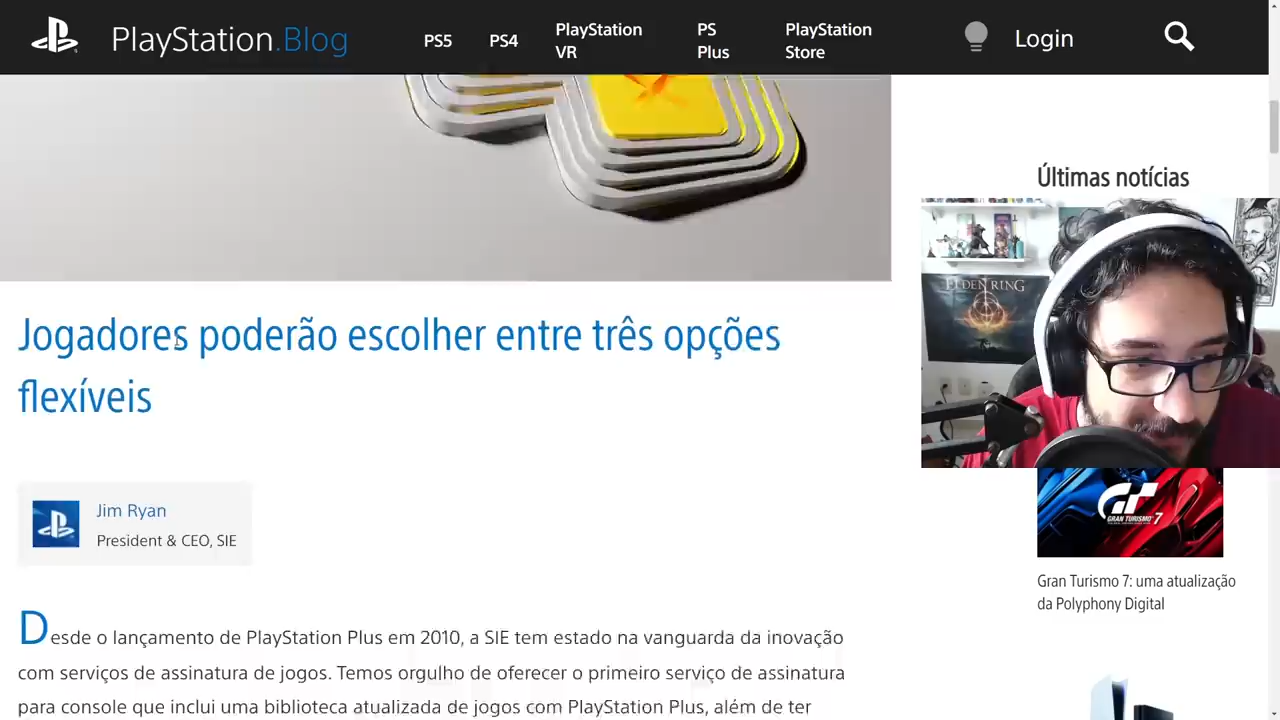 PlayStation.Blog
PS5
PS4
PlayStation
VR
PS
Plus
PlayStation
Store
Login
Últimas notícias
ELDEN RING
Jogadores poderão escolher entre três opções
flexíveis
Jim Ryan
President & CEO, SIE
GRAN TURISMO 7
Gran Turismo 7: uma atualização
da Polyphony Digital
Desde o lançamento de PlayStation Plus em 2010, a SIE tem estado na vanguarda da inovação
com serviços de assinatura de jogos. Temos orgulho de oferecer o primeiro serviço de assinatura
para console que inclui uma biblioteca atualizada de jogos com PlayStation Plus, além de ter